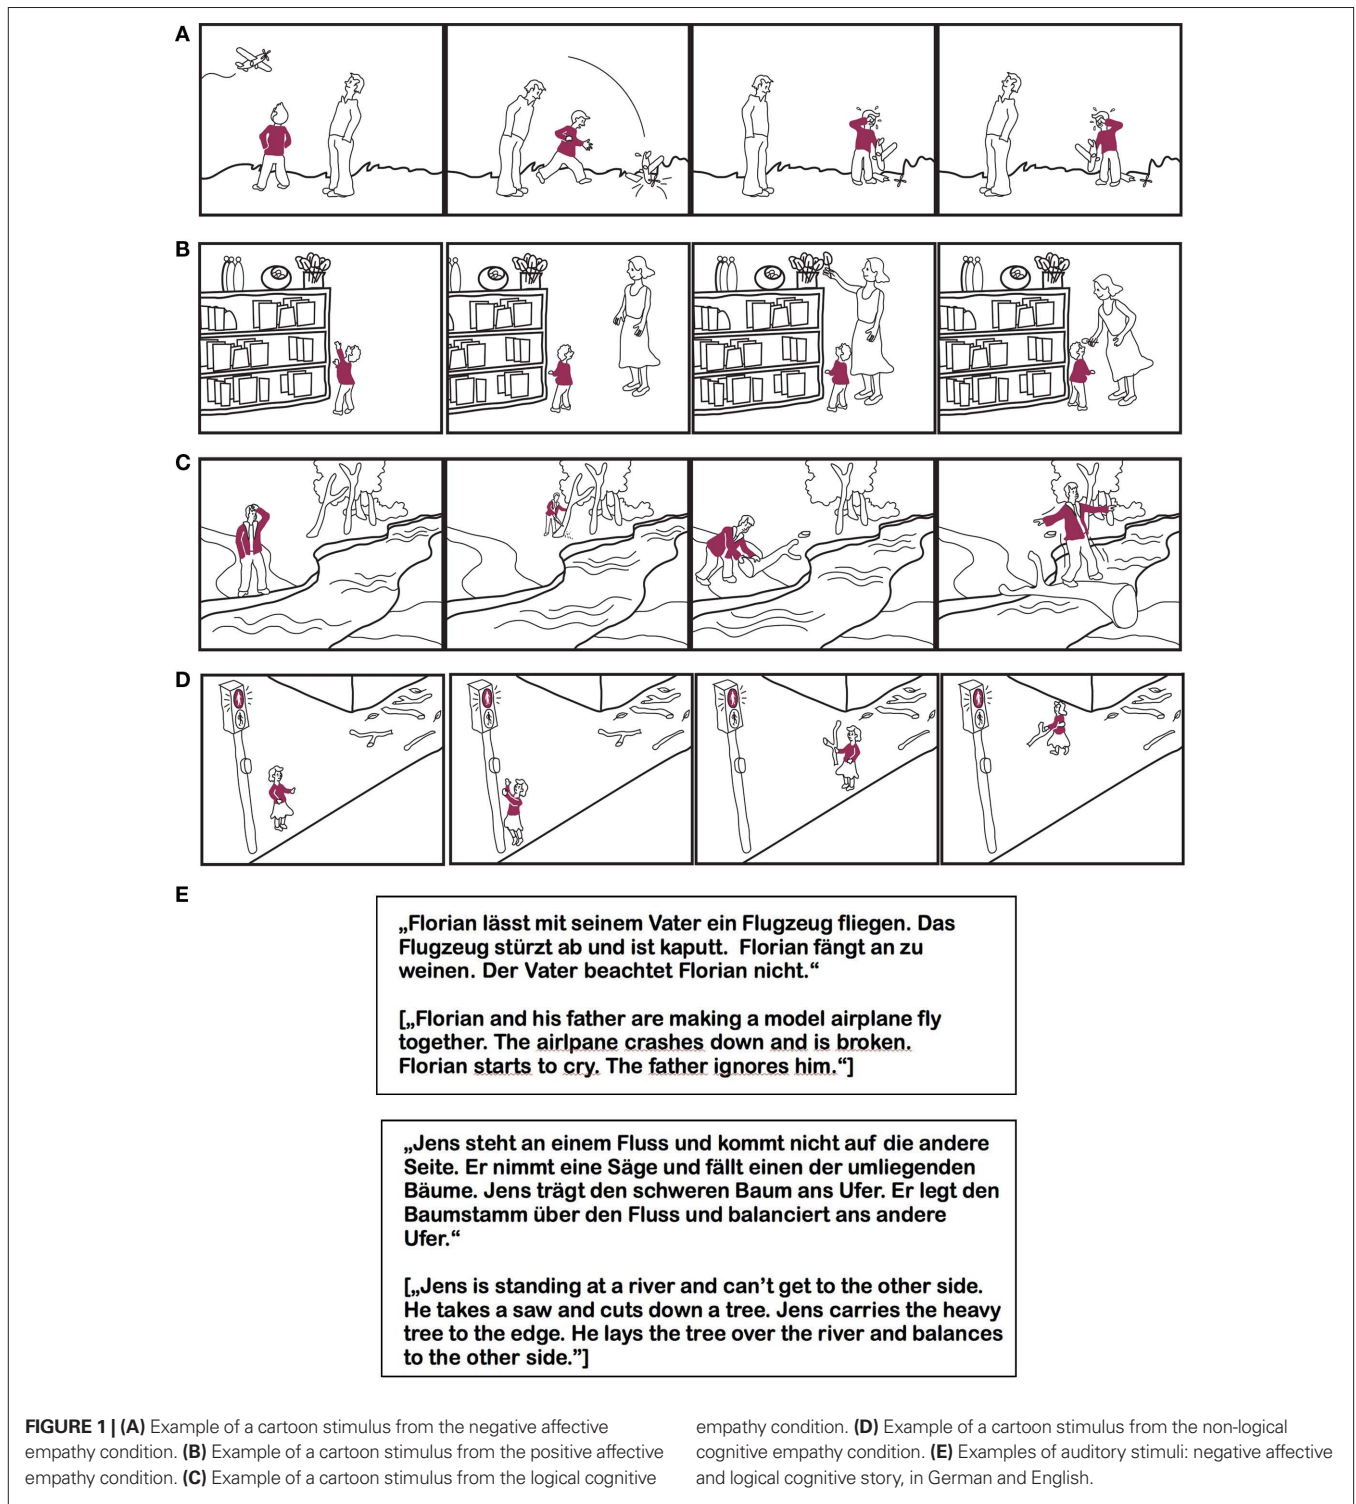 A
B
C
D
E
„Florian lässt mit seinem Vater ein Flugzeug fliegen. Das
Flugzeug stürzt ab und ist kaputt.  Florian fängt an zu
weinen. Der Vater beachtet Florian nicht.“
[„Florian and his father are making a model airplane fly
together. The airlpane crashes down and is broken.
Florian starts to cry. The father ignores him.“]
„Jens steht an einem Fluss und kommt nicht auf die andere
Seite. Er nimmt eine Säge und fällt einen der umliegenden
Bäume. Jens trägt den schweren Baum ans Ufer. Er legt den
Baumstamm über den Fluss und balanciert ans andere
Ufer.“
[„Jens is standing at a river and can’t get to the other side.
He takes a saw and cuts down a tree. Jens carries the heavy
tree to the edge. He lays the tree over the river and balances
to the other side.”]
FIGURE 1 | (A) Example of a cartoon stimulus from the negative affective
empathy condition. (B) Example of a cartoon stimulus from the positive affective
empathy condition. (C) Example of a cartoon stimulus from the logical cognitive
empathy condition. (D) Example of a cartoon stimulus from the non-logical
cognitive empathy condition. (E) Examples of auditory stimuli: negative affective
and logical cognitive story, in German and English.